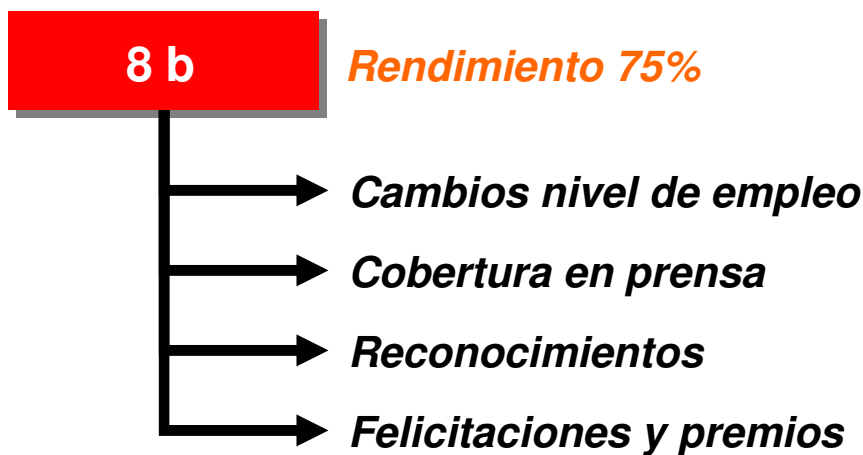 8 b
Rendimiento 75%
Cambios nivel de empleo
Cobertura en prensa
Reconocimientos
Felicitaciones y premios